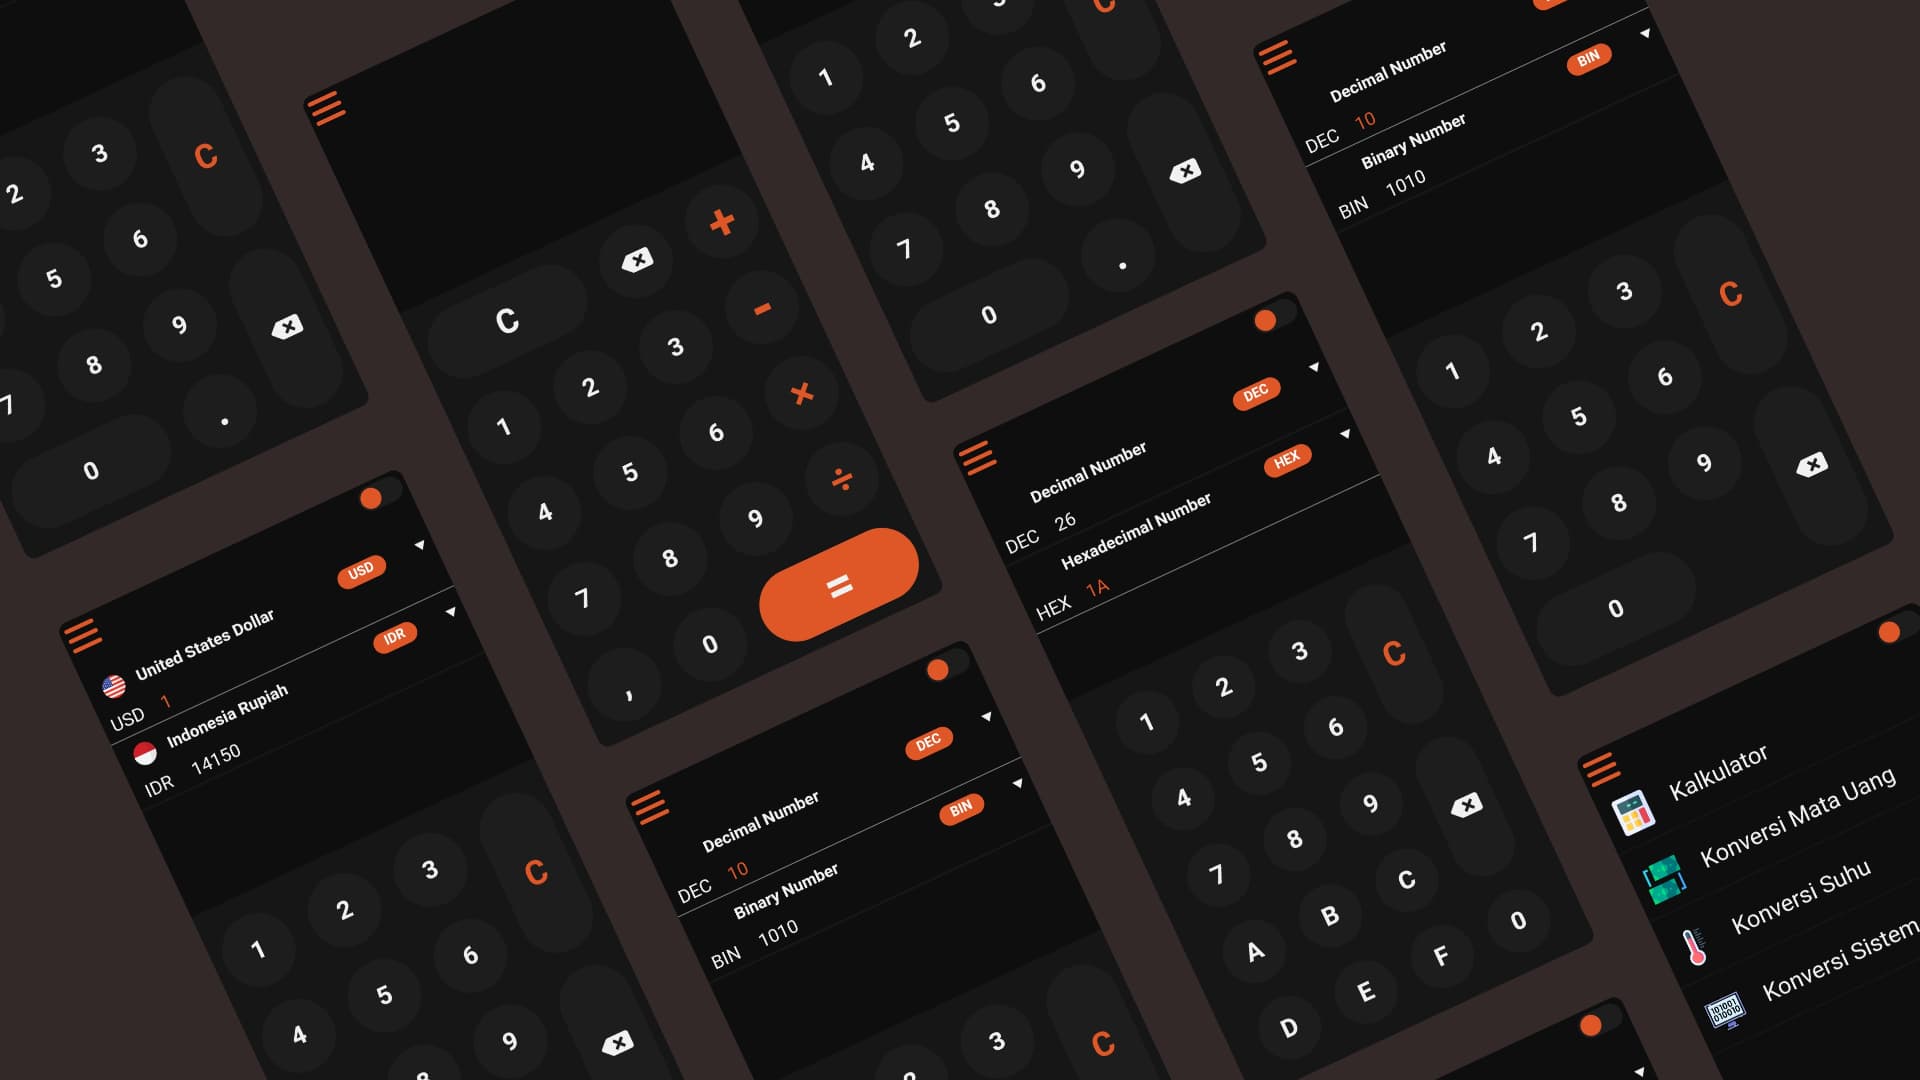 3
C
2
6
5
9
8
7
0
.
C
+
3
-
2
1
×
6
5
4
÷
9
8
7
=
0
,
2
1
C
6
5
4
9
8
7
.
0
BIN
Decimal Number
DEC 10
Binary Number
BIN 1010
3
C
2
1
6
5
4
9
8
7
0
USD
United States Dollar
USD 1
IDR
Indonesia Rupiah
IDR 14150
3
C
2
1
6
5
4
9
DEC
Decimal Number
DEC 10
BIN
Binary Number
BIN 1010
3
C
DEC
Decimal Number
DEC 26
HEX
Hexadecimal Number
HEX 1A
3
C
2
1
6
5
4
9
8
7
C
B
A
0
F
E
D
Kalkulator
Konversi Mata Uang
Konversi Suhu
Konversi Sistem
101001
010010